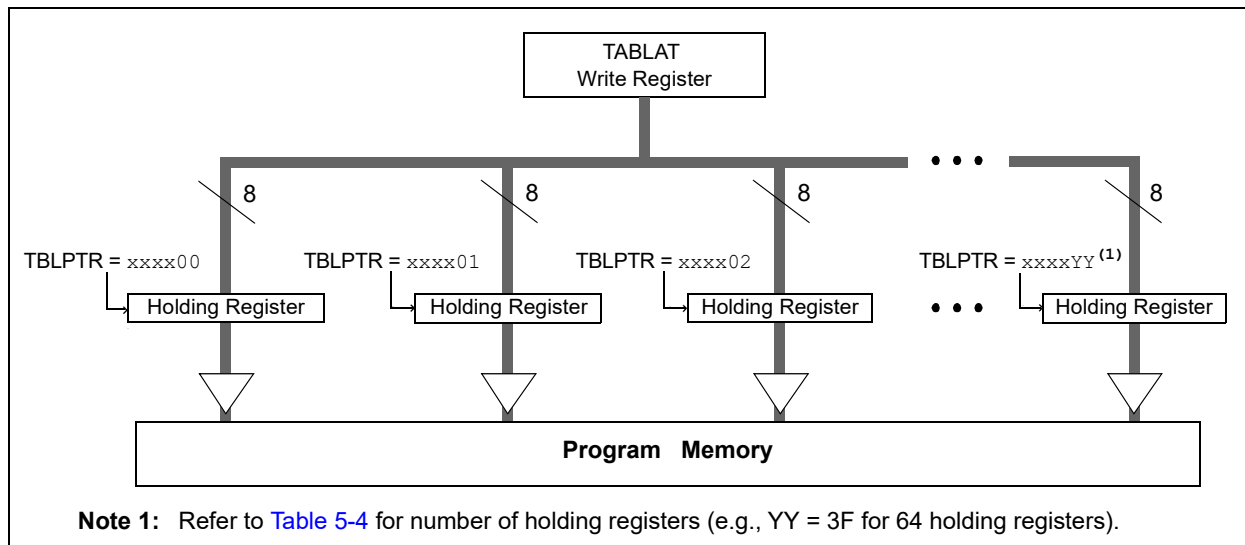 TABLAT
Write Register
• • •
8 8 8 8
TBLPTR = xxxx00 TBLPTR = xxxx01 TBLPTR = xxxx02 TBLPTR = xxxxYY(1)
Holding Register Holding Register Holding Register • • • Holding Register
Program Memory
Note 1: Refer to Table 5-4 for number of holding registers (e.g., YY = 3F for 64 holding registers).